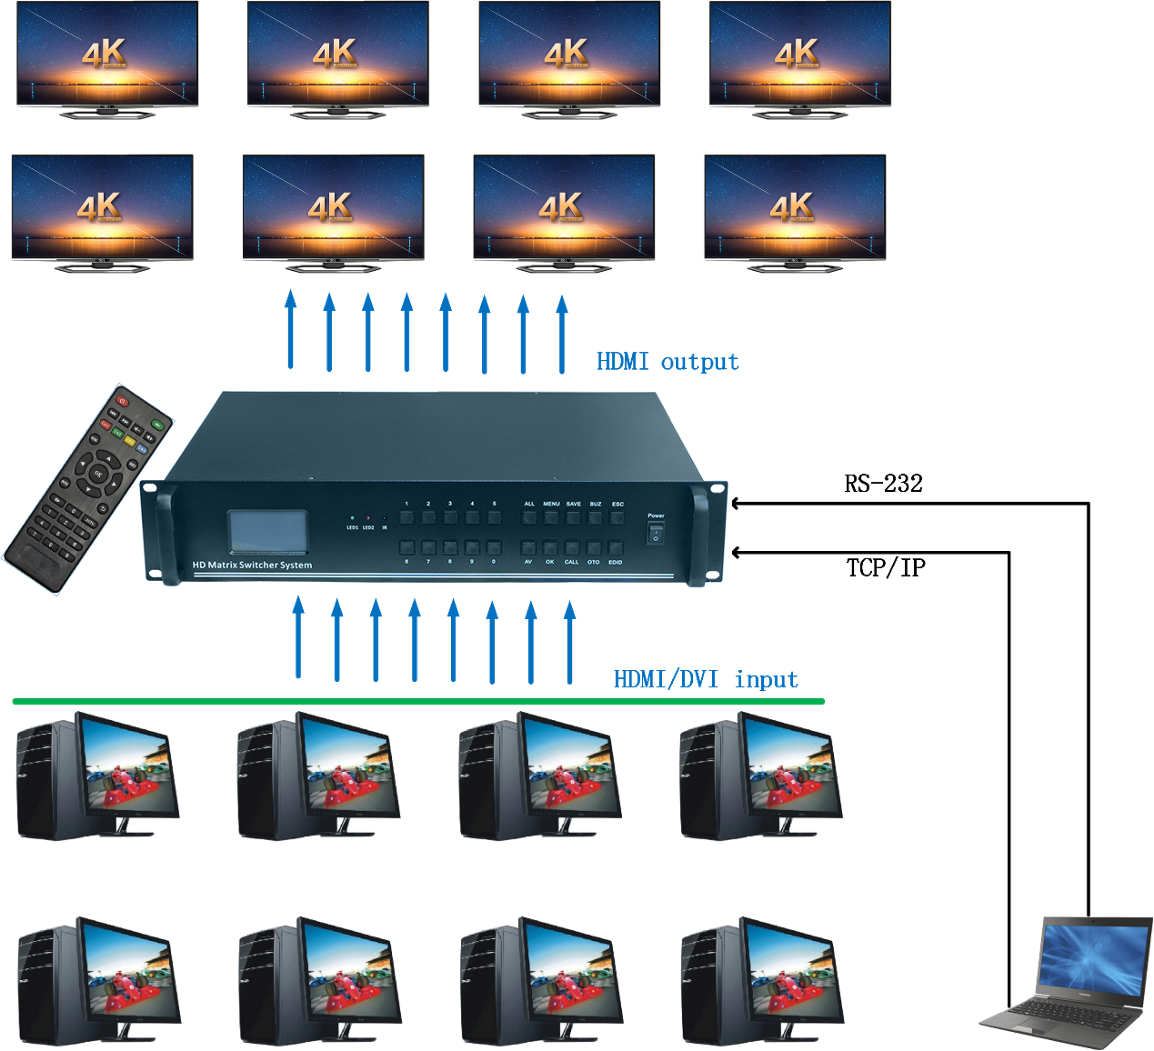 4K
4K
4K
4K
4K
4K
4K
4K
HDMI output
RS-232
1 2 3 4 5 ALL MENU SAVE BUZ ESC
Power
LED1 LED2 IR
TCP/IP
HD Matrix Switcher System
6 7 8 9 0 AV OK CALL OTO EDID
OK
HDMI/DVI input